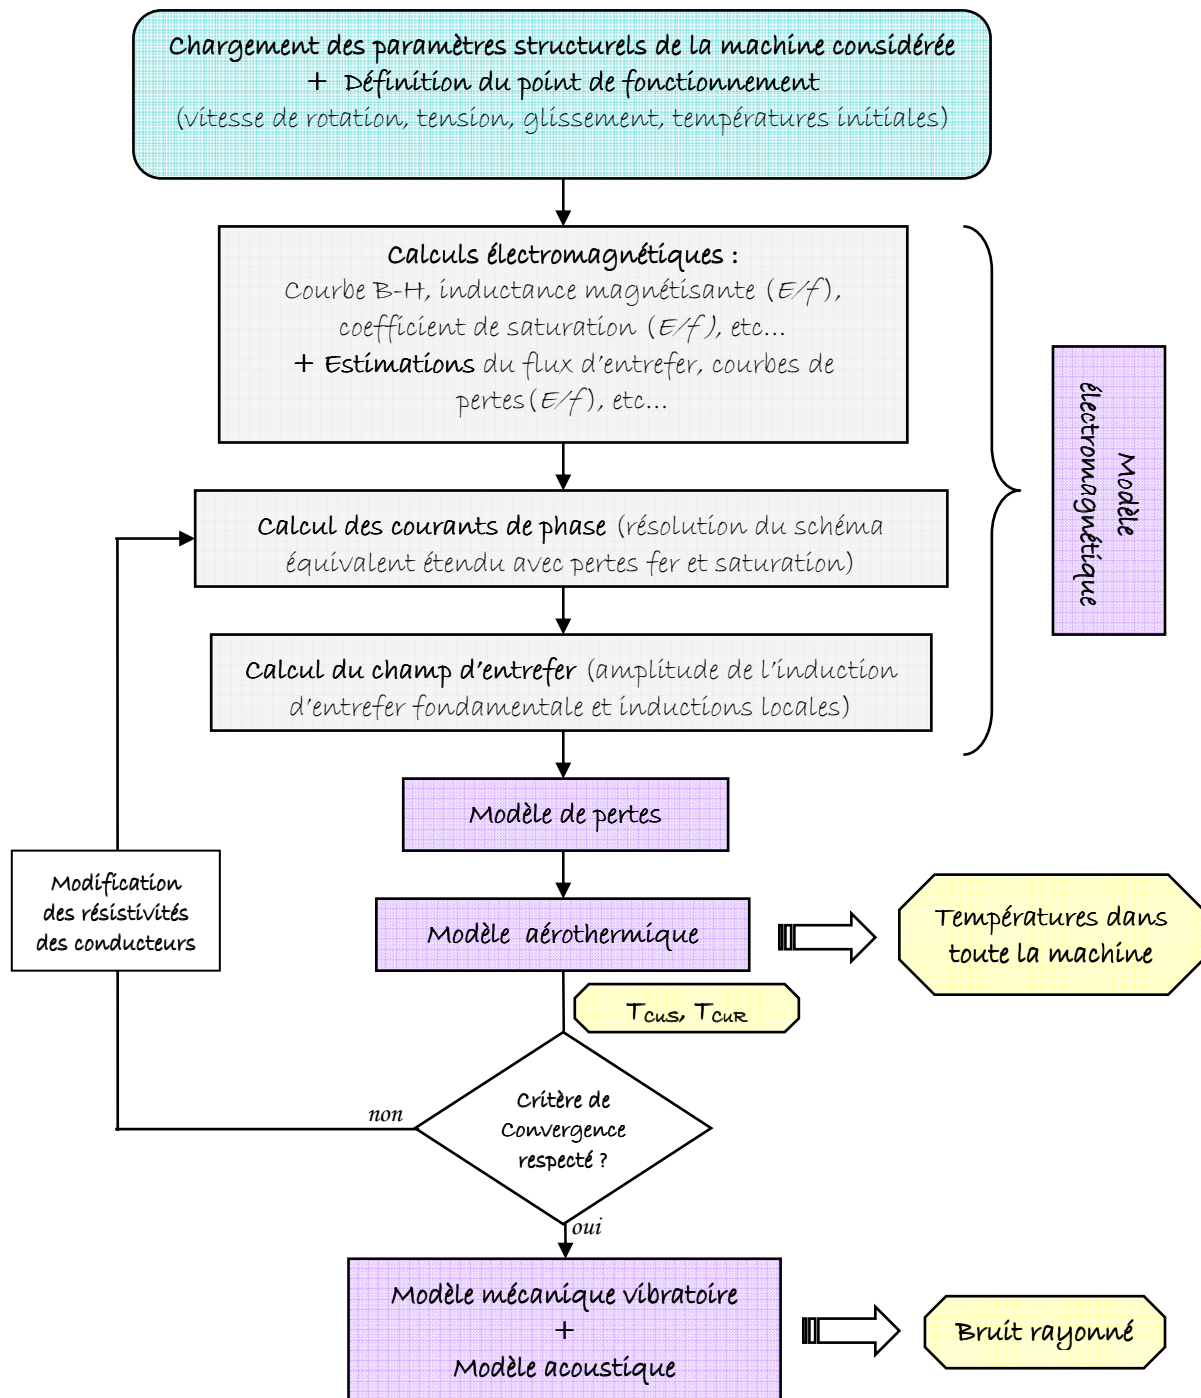 Chargement des paramètres structurels de la machine considérée
+ Définition du point de fonctionnement
(vitesse de rotation, tension, glissement, températures initiales)
Calculs électromagnétiques :
Courbe B-H, inductance magnétisante (E/f),
coefficient de saturation (E/f), etc...
+ Estimations du flux d'entrefer, courbes de
pertes(E/f), etc...
Modèle
électromagnétique
Calcul des courants de phase (résolution du schéma
équivalent étendu avec pertes fer et saturation)
Calcul du champ d'entrefer (amplitude de l'induction
d'entrefer fondamentale et inductions locales)
Modèle de pertes
Modification
des résistivités
des conducteurs
Modèle aérothermique
Températures dans
toute la machine
TCUS, TCUR
non
Critère de
Convergence
respecté ?
oui
Modèle mécanique vibratoire
+
Modèle acoustique
Bruit rayonné